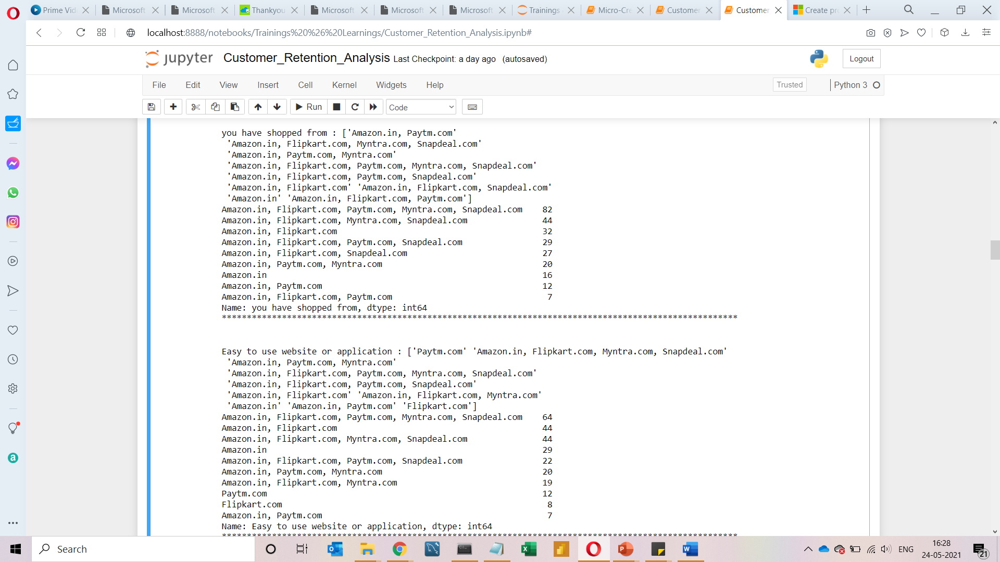 Prime Vid
Microsoft
Microsoft
Thankyou
Microsoft
Microsoft
Microsoft
Trainings
Micro-Cre
Customer
Customer
Create pr
localhost:8888/notebooks/Trainings%20%26%20Learnings/Customer_Retention_Analysis.ipynb#
jupyter Customer_Retention_Analysis Last Checkpoint: a day ago (autosaved)
Logout
File Edit View Insert Cell Kernel Widgets Help
Trusted
Python 3
Run
Code
you have shopped from : ['Amazon.in, Paytm.com'
'Amazon.in, Flipkart.com, Myntra.com, Snapdeal.com'
'Amazon.in, Paytm.com, Myntra.com'
'Amazon.in, Flipkart.com, Paytm.com, Myntra.com, Snapdeal.com'
'Amazon.in, Flipkart.com, Paytm.com, Snapdeal.com'
'Amazon.in, Flipkart.com' 'Amazon.in, Flipkart.com, Snapdeal.com'
'Amazon.in' 'Amazon.in, Flipkart.com, Paytm.com']
Amazon.in, Flipkart.com, Paytm.com, Myntra.com, Snapdeal.com 82
Amazon.in, Flipkart.com, Myntra.com, Snapdeal.com 44
Amazon.in, Flipkart.com 32
Amazon.in, Flipkart.com, Paytm.com, Snapdeal.com 29
Amazon.in, Flipkart.com, Snapdeal.com 27
Amazon.in, Paytm.com, Myntra.com 20
Amazon.in 16
Amazon.in, Paytm.com 12
Amazon.in, Flipkart.com, Paytm.com 7
Name: you have shopped from, dtype: int64
*******************************************************************************************************
Easy to use website or application : ['Paytm.com' 'Amazon.in, Flipkart.com, Myntra.com, Snapdeal.com'
'Amazon.in, Paytm.com, Myntra.com'
'Amazon.in, Flipkart.com, Paytm.com, Myntra.com, Snapdeal.com'
'Amazon.in, Flipkart.com, Paytm.com, Snapdeal.com'
'Amazon.in, Flipkart.com' 'Amazon.in, Flipkart.com, Myntra.com'
'Amazon.in' 'Amazon.in, Paytm.com' 'Flipkart.com']
Amazon.in, Flipkart.com, Paytm.com, Myntra.com, Snapdeal.com 64
Amazon.in, Flipkart.com 44
Amazon.in, Flipkart.com, Myntra.com, Snapdeal.com 44
Amazon.in 29
Amazon.in, Flipkart.com, Paytm.com, Snapdeal.com 22
Amazon.in, Paytm.com, Myntra.com 20
Amazon.in, Flipkart.com, Myntra.com 19
Paytm.com 12
Flipkart.com 8
Amazon.in, Paytm.com 7
Name: Easy to use website or application, dtype: int64
*******************************************************************************************************
Search
ENG
16:28
24-05-2021
21